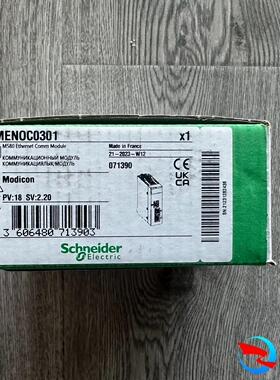 MENOC0301
x1
M580 Ethernet Comm Module
Made in France
21-2023-W12
КОММУНИКАЦИОННЫЙ МОДУЛЬ
071390
Modicon
CE
UK
CA
PV:18 SV:2.20
Schneider
Electric
3 606480 713903